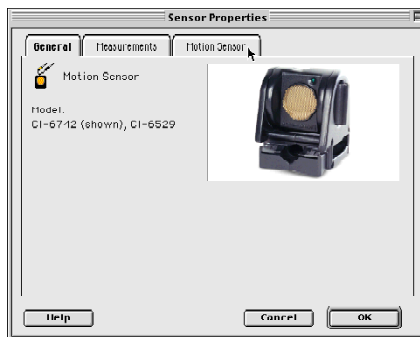 Sensor Properties
General Measurements Motion Sensor
Motion Sensor
Model:
CI-6742 (shown), CI-6529
Help Cancel OK